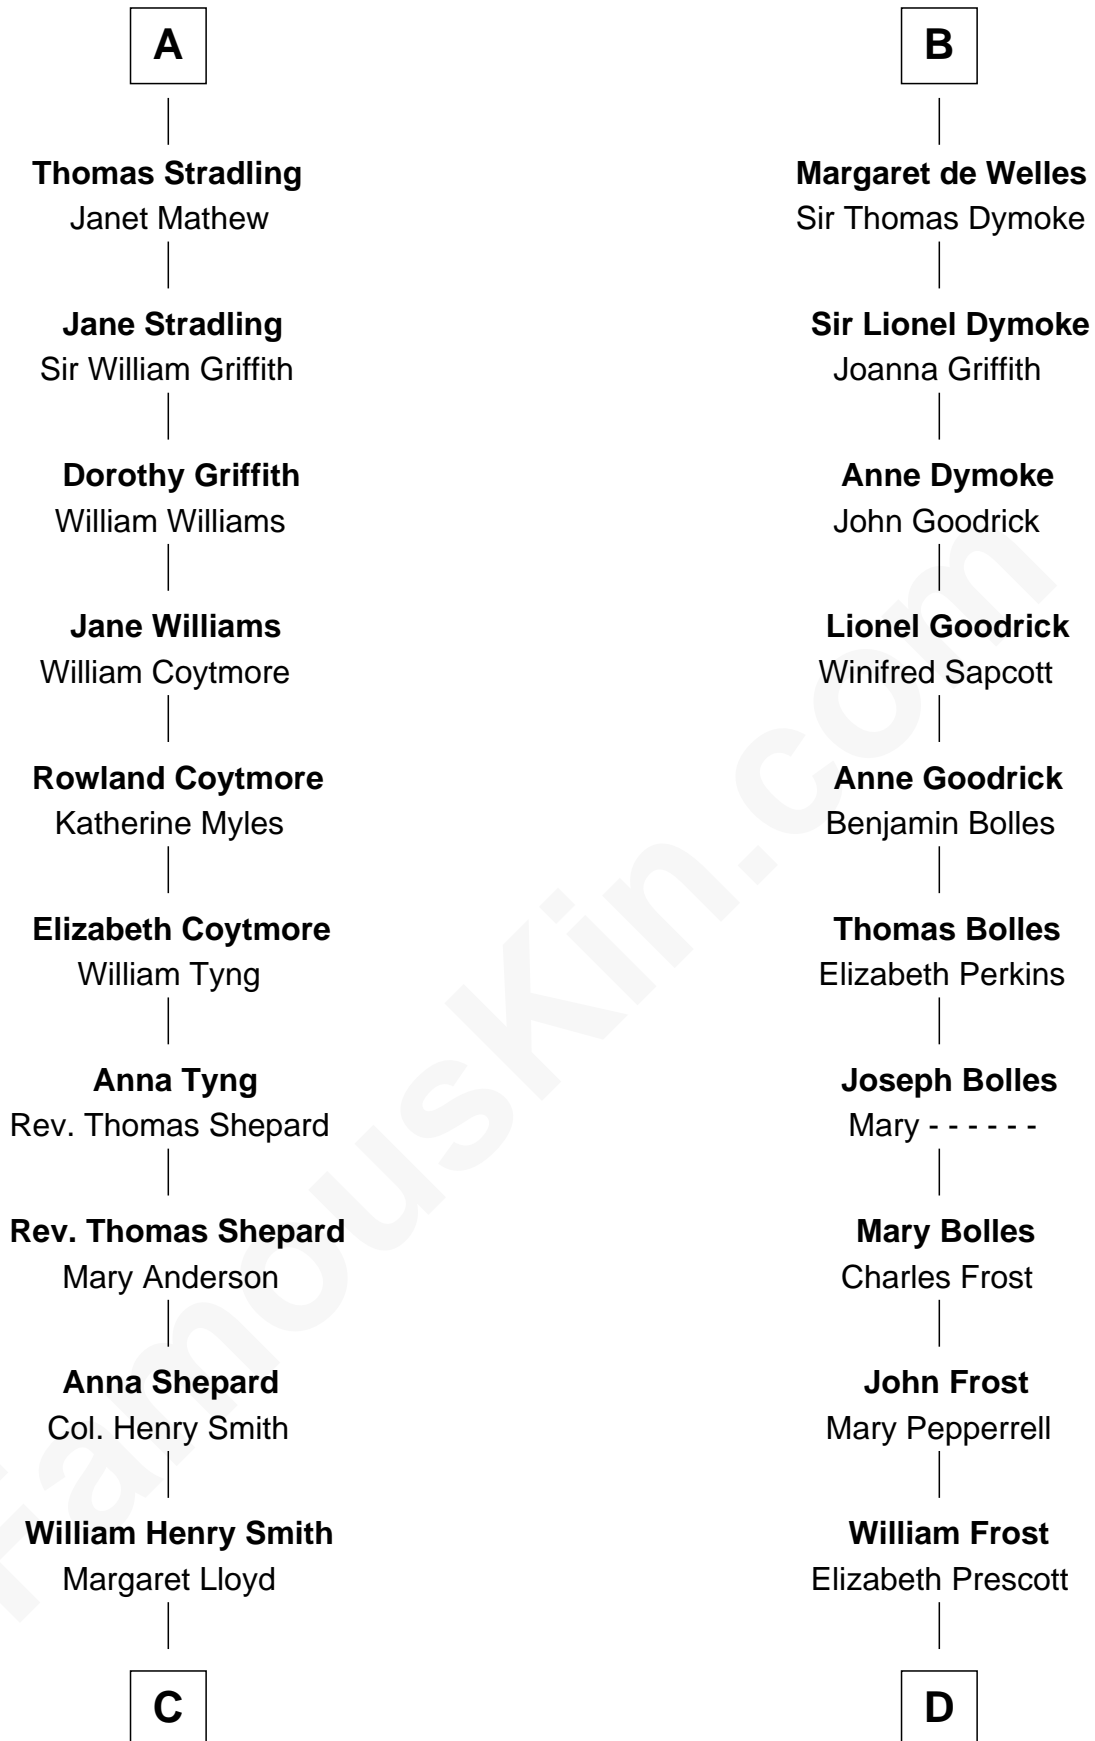 A
Thomas Stradling
Janet Mathew
Jane Stradling
Sir William Griffith
Dorothy Griffith
William Williams
Jane Williams
William Coytmore
Rowland Coytmore
Katherine Myles
Elizabeth Coytmore
William Tyng
Anna Tyng
Rev. Thomas Shepard
Rev. Thomas Shepard
Mary Anderson
Anna Shepard
Col. Henry Smith
William Henry Smith
Margaret Lloyd
C
B
Margaret de Welles
Sir Thomas Dymoke
Sir Lionel Dymoke
Joanna Griffith
Anne Dymoke
John Goodrick
Lionel Goodrick
Winifred Sapcott
Anne Goodrick
Benjamin Bolles
Thomas Bolles
Elizabeth Perkins
Joseph Bolles
Mary - - - - - -
Mary Bolles
Charles Frost
John Frost
Mary Pepperrell
William Frost
Elizabeth Prescott
D
FamousKin.com